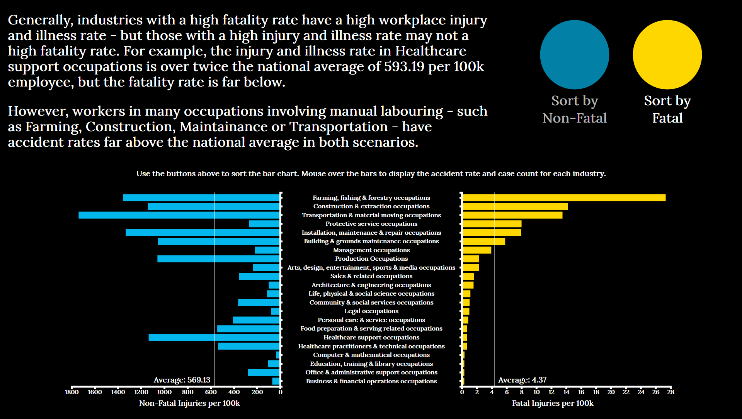 Generally, industries with a high fatality rate have a high workplace injury
and illness rate - but those with a high injury and illness rate may not a
high fatality rate. For example, the injury and illness rate in Healthcare
support occupations is over twice the national average of 593.19 per 100k
employee, but the fatality rate is far below.
However, workers in many occupations involving manual labouring - such
as Farming, Construction, Maintainance or Transportation - have
accident rates far above the national average in both scenarios.
Sort by
Non-Fatal
Sort by
Fatal
Use the buttons above to sort the bar chart. Mouse over the bars to display the accident rate and case count for each industry.
Farming, fishing & forestry occupations
Construction & extraction occupations
Transportation & material moving occupations
Protective service occupations
Installation, maintenance & repair occupations
Building & grounds maintenance occupations
Management occupations
Production Occupations
Arts, design, entertainment, sports & media occupations
Sales & related occupations
Architecture & engineering occupations
Life, physical & social science occupations
Community & social services occupations
Legal occupations
Personal care & service occupations
Food preparation & serving related occupations
Healthcare support occupations
Healthcare practitioners & technical occupations
Computer & mathematical occupations
Education, training & library occupations
Office & administrative support occupations
Business & financial operations occupations
Average: 569.13
Average: 4.37
1800 1600 1400 1200 1000 800 600 400 200 0
0 2 4 6 8 10 12 14 16 18 20 22 24 26 28
Non-Fatal Injuries per 100k
Fatal Injuries per 100k